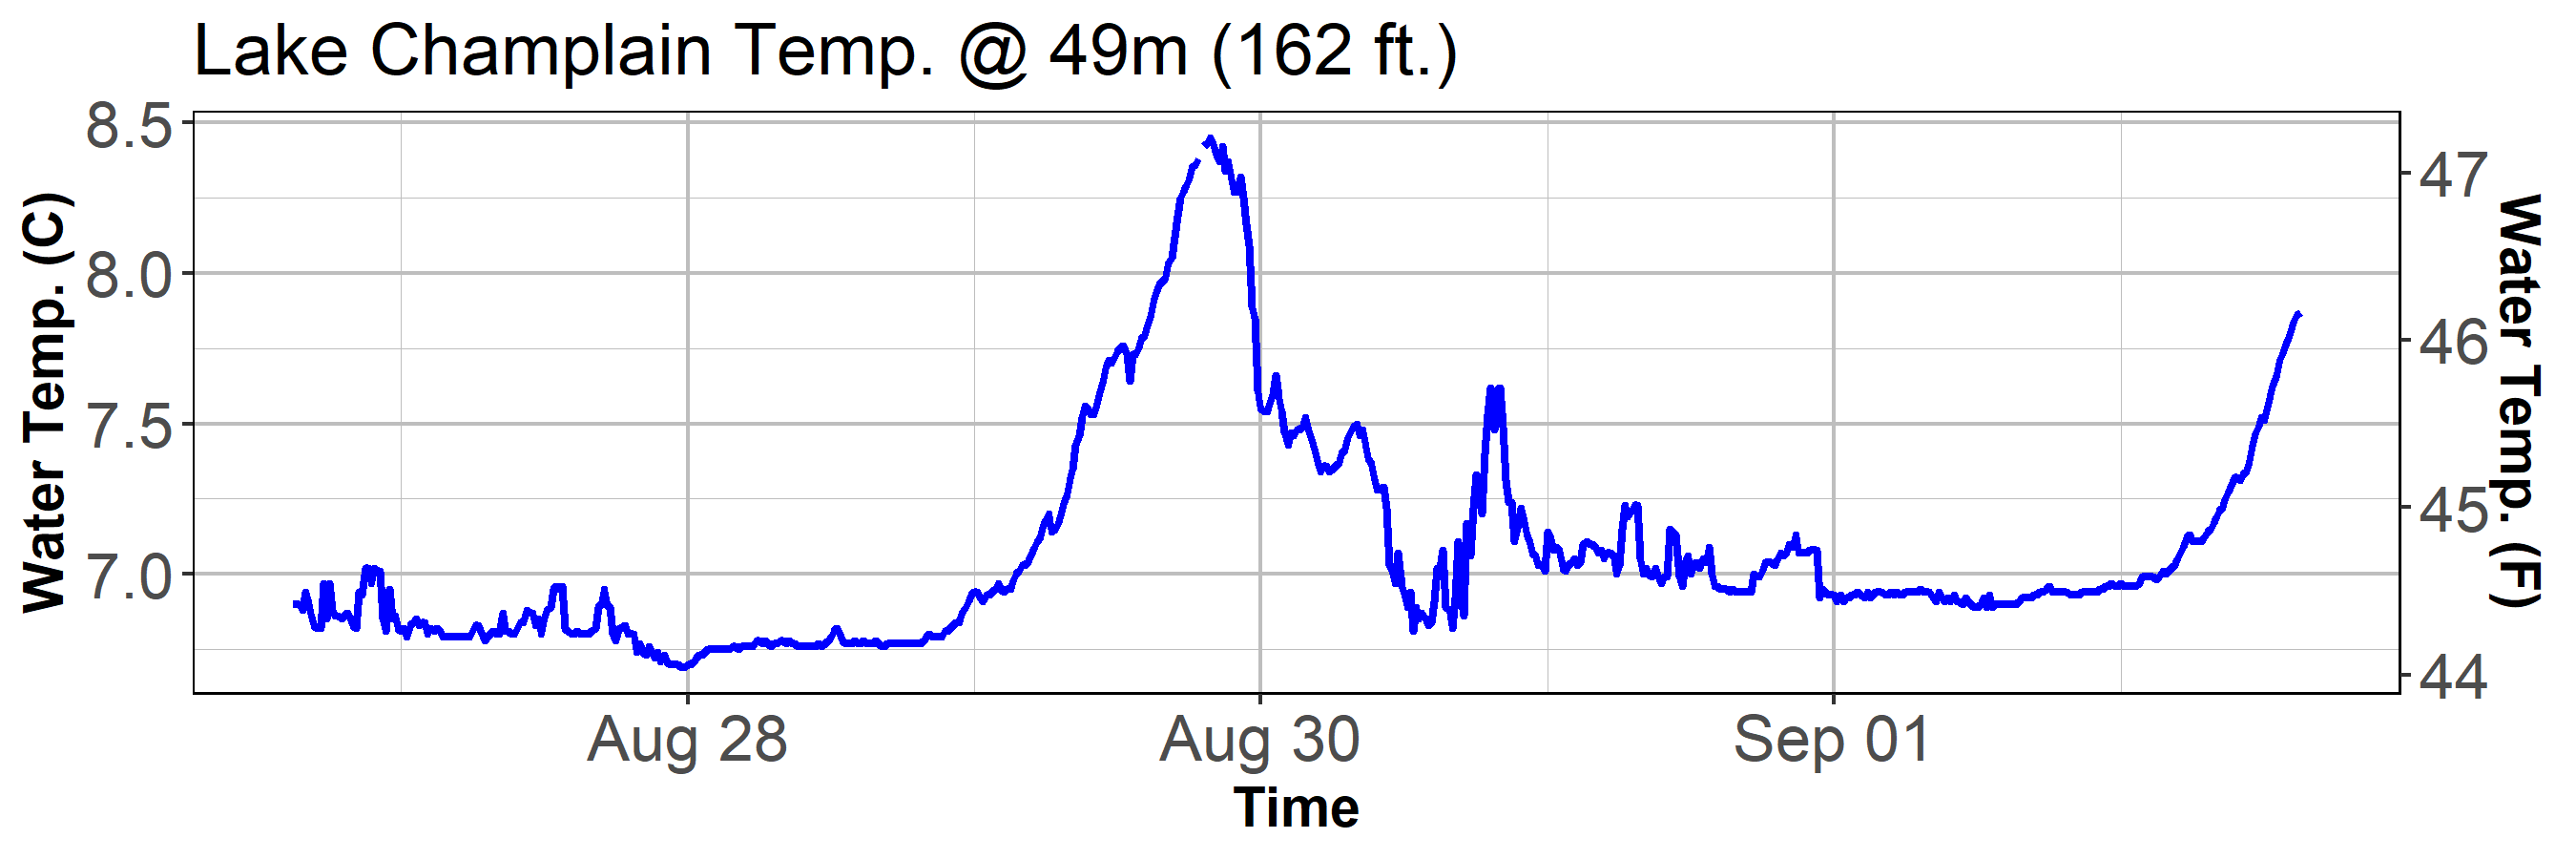 Lake Champlain Temp. @ 49m (162 ft.)
Water Temp. (C)
8.5
8.0
7.5
7.0
47
46
45
44
Water Temp. (F)
Aug 28
Aug 30
Sep 01
Time